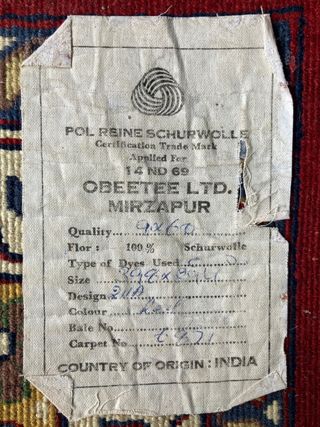 POL REINE SCHURWOLLE
Certification Trade Mark
Applied For
14 ND 69
OBEETEE LTD.
MIRZAPUR
Quality 9x60
Flor: 100% Schurwolle
Type of Dyes Used
Size
Design
Colour
Bale No
Carpet No
COUNTRY OF ORIGIN : INDIA